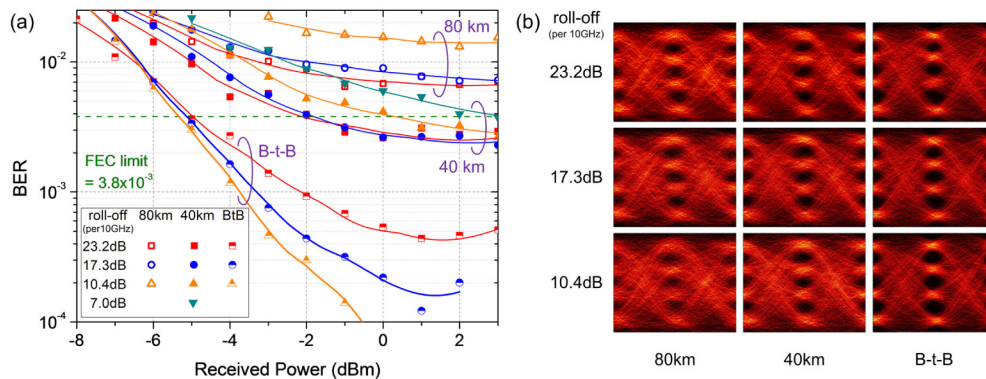 (a)
BER
10⁻²
10⁻³
10⁻⁴
80 km
40 km
B-t-B
FEC limit
= 3.8x10⁻³
roll-off 80km 40km BtB
(per10GHz)
23.2dB
17.3dB
10.4dB
7.0dB
-8 -6 -4 -2 0 2
Received Power (dBm)
(b)
roll-off
(per 10GHz)
23.2dB
17.3dB
10.4dB
80km 40km B-t-B